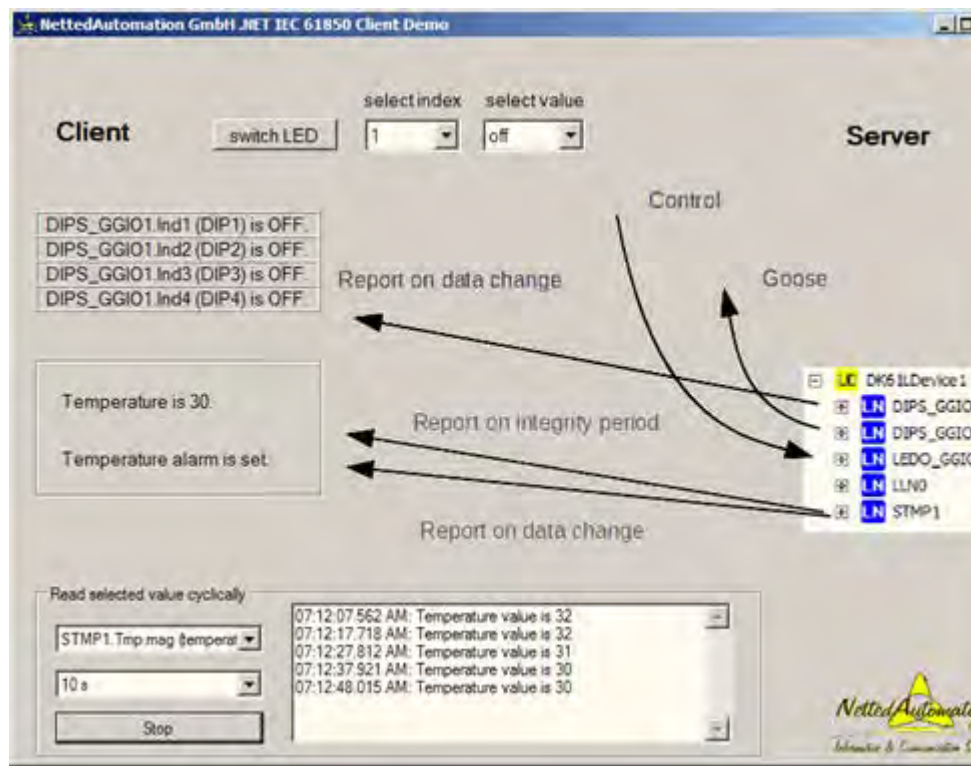 NettedAutomation GmbH .NET IEC 61850 Client Demo
select index select value
Client switch LED 1 off Server
Control
DIPS_GGIO1.Ind1 (DIP1) is OFF.
DIPS_GGIO1.Ind2 (DIP2) is OFF.
DIPS_GGIO1.Ind3 (DIP3) is OFF.
DIPS_GGIO1.Ind4 (DIP4) is OFF.
Report on data change
Goose
LD DK61LDevice1
LN DIPS_GGIO
LN DIPS_GGIO
LN LEDO_GGIO
LN LLN0
LN STMP1
Temperature is 30.
Temperature alarm is set.
Report on integrity period
Report on data change
Read selected value cyclically
STMP1.Tmp.mag (temperat
10 s
Stop
07:12:07.562 AM: Temperature value is 32
07:12:17.718 AM: Temperature value is 32
07:12:27.812 AM: Temperature value is 31
07:12:37.921 AM: Temperature value is 30
07:12:48.015 AM: Temperature value is 30
NettedAutomatio